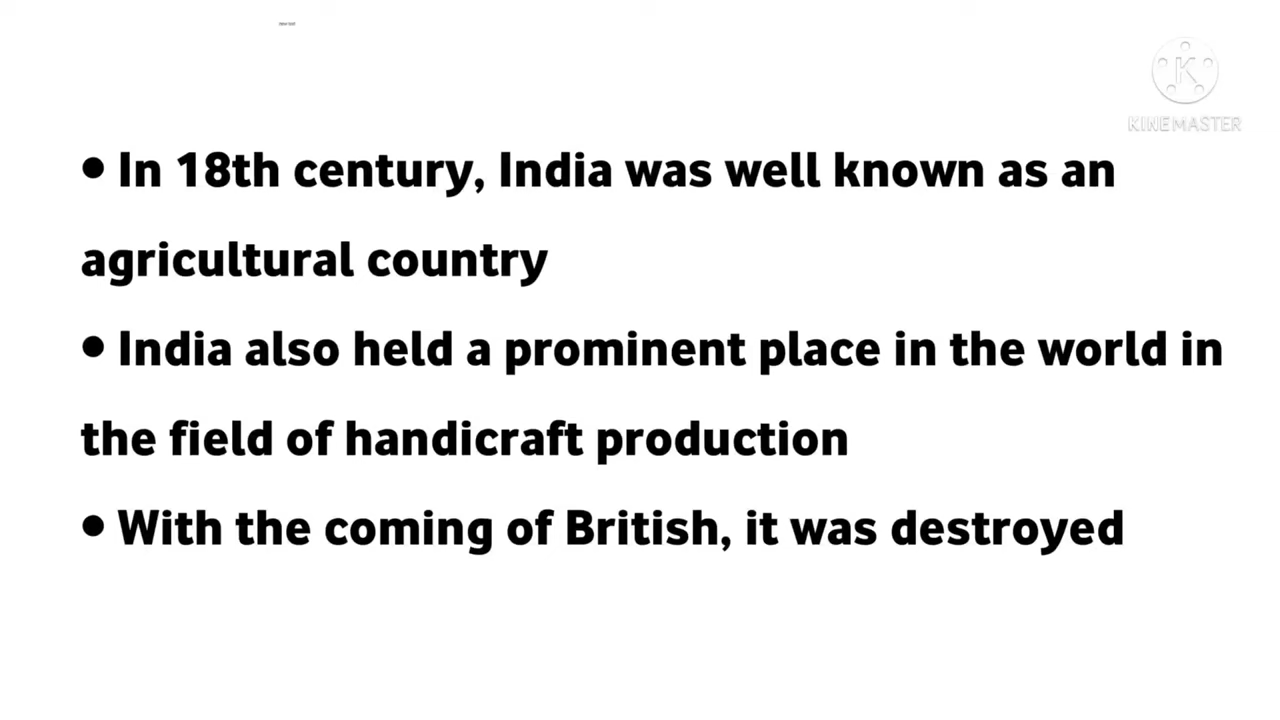 • In 18th century, India was well known as an
agricultural country
• India also held a prominent place in the world in
the field of handicraft production
• With the coming of British, it was destroyed
K
KINEMASTER